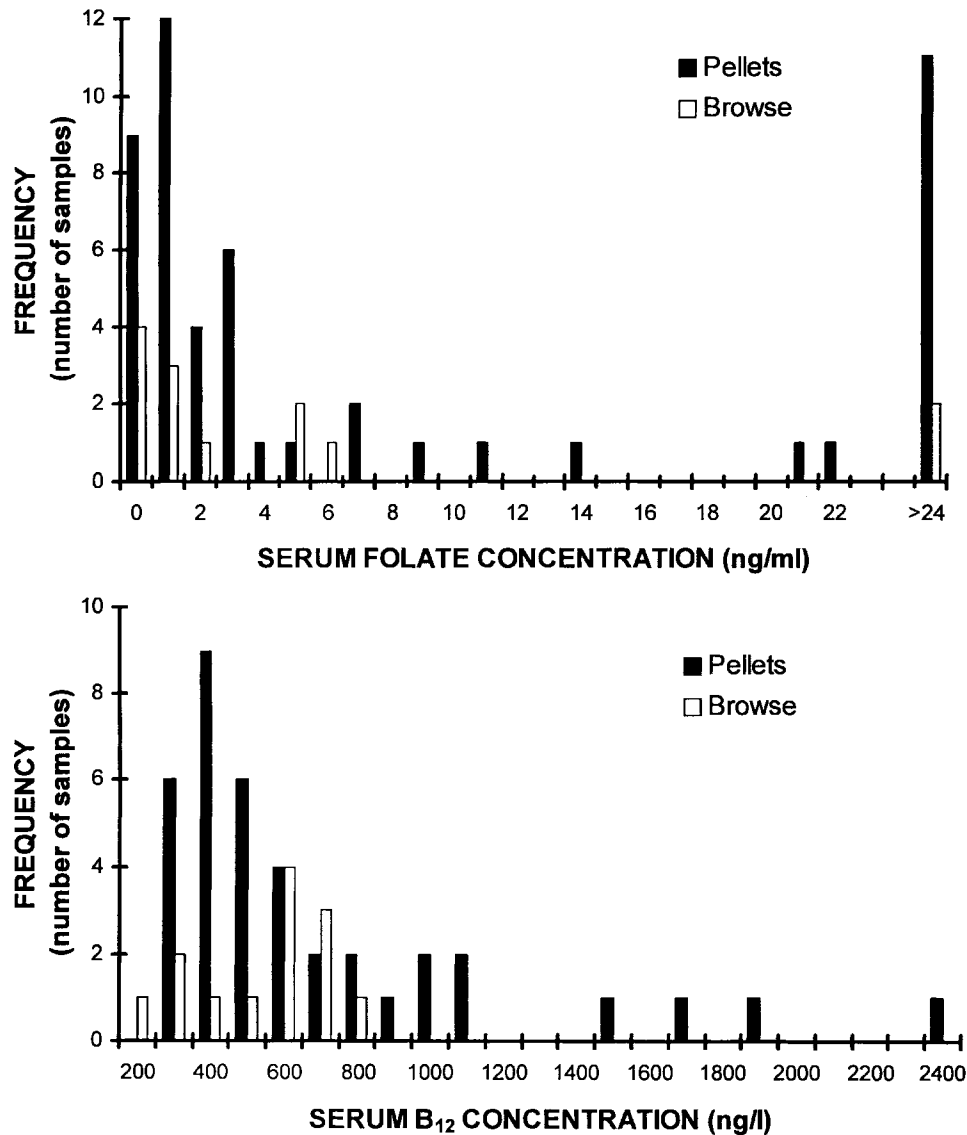 12
10
8
6
4
2
0
FREQUENCY
(number of samples)
Pellets
Browse
0 2 4 6 8 10 12 14 16 18 20 22 >24
SERUM FOLATE CONCENTRATION (ng/ml)
10
8
6
4
2
0
FREQUENCY
(number of samples)
Pellets
Browse
200 400 600 800 1000 1200 1400 1600 1800 2000 2200 2400
SERUM B₁₂ CONCENTRATION (ng/l)